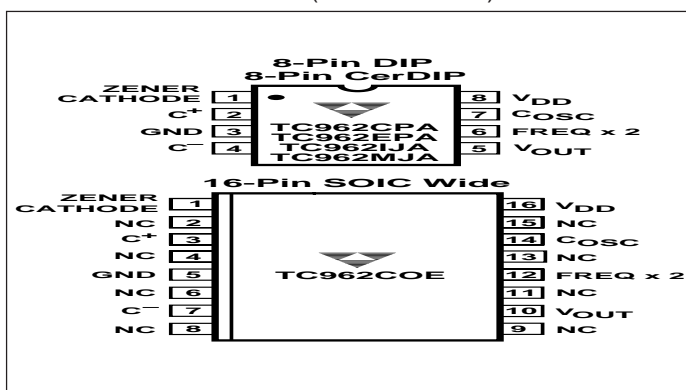 8-Pin DIP
8-Pin CerDIP
ZENER
CATHODE 1
C+ 2
GND 3
C– 4
TC962CPA
TC962EPA
TC962IJA
TC962MJA
8 VDD
7 COSC
6 FREQ x 2
5 VOUT
16-Pin SOIC Wide
ZENER
CATHODE 1
NC 2
C+ 3
NC 4
GND 5
NC 6
C– 7
NC 8
TC962COE
16 VDD
15 NC
14 COSC
13 NC
12 FREQ x 2
11 NC
10 VOUT
9 NC